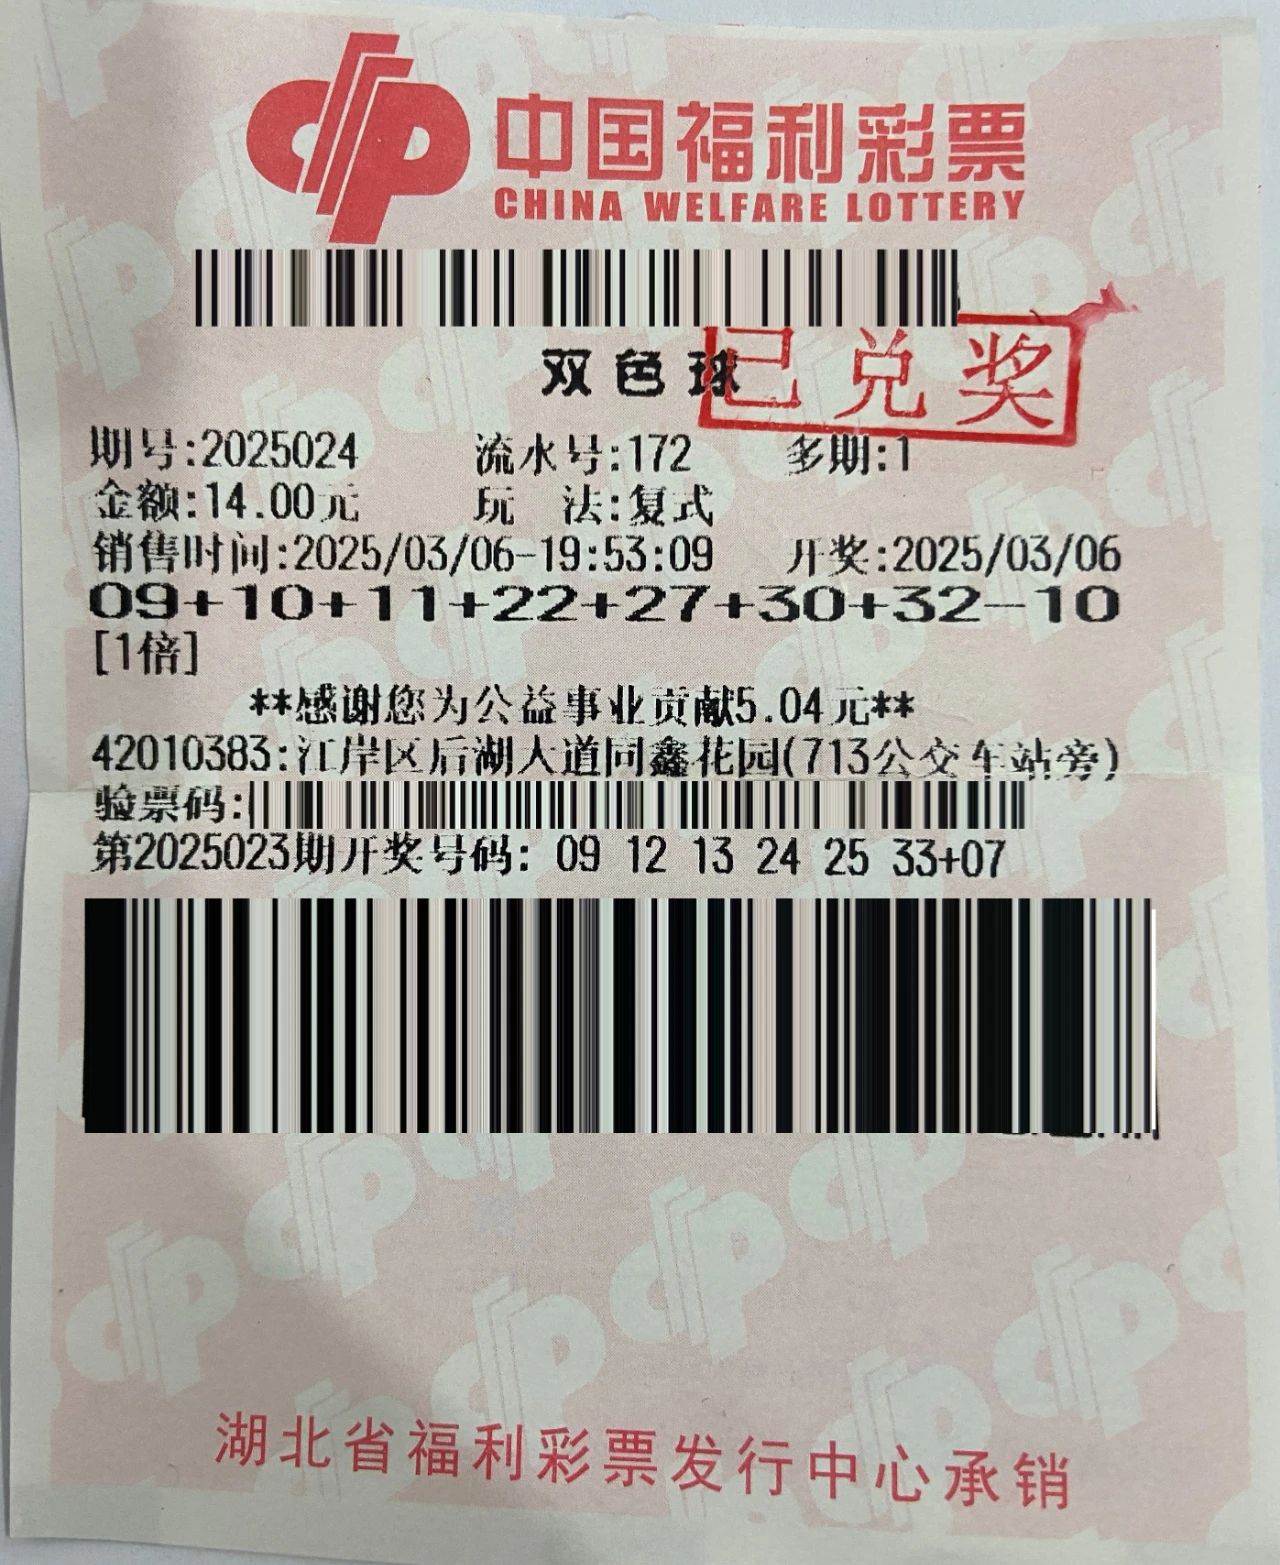 中国福利彩票
CHINA WELFARE LOTTERY
双色球
已兑奖
期号:2025024 流水号:172 多期:1
金额:14.00元 玩 法:复式
销售时间:2025/03/06-19:53:09 开奖:2025/03/06
09+10+11+22+27+30+32-10
[1倍]
**感谢您为公益事业贡献5.04元**
42010383:江岸区后湖大道同鑫花园(713公交车站旁)
验票码:
第2025023期开奖号码: 09 12 13 24 25 33+07
湖北省福利彩票发行中心承销